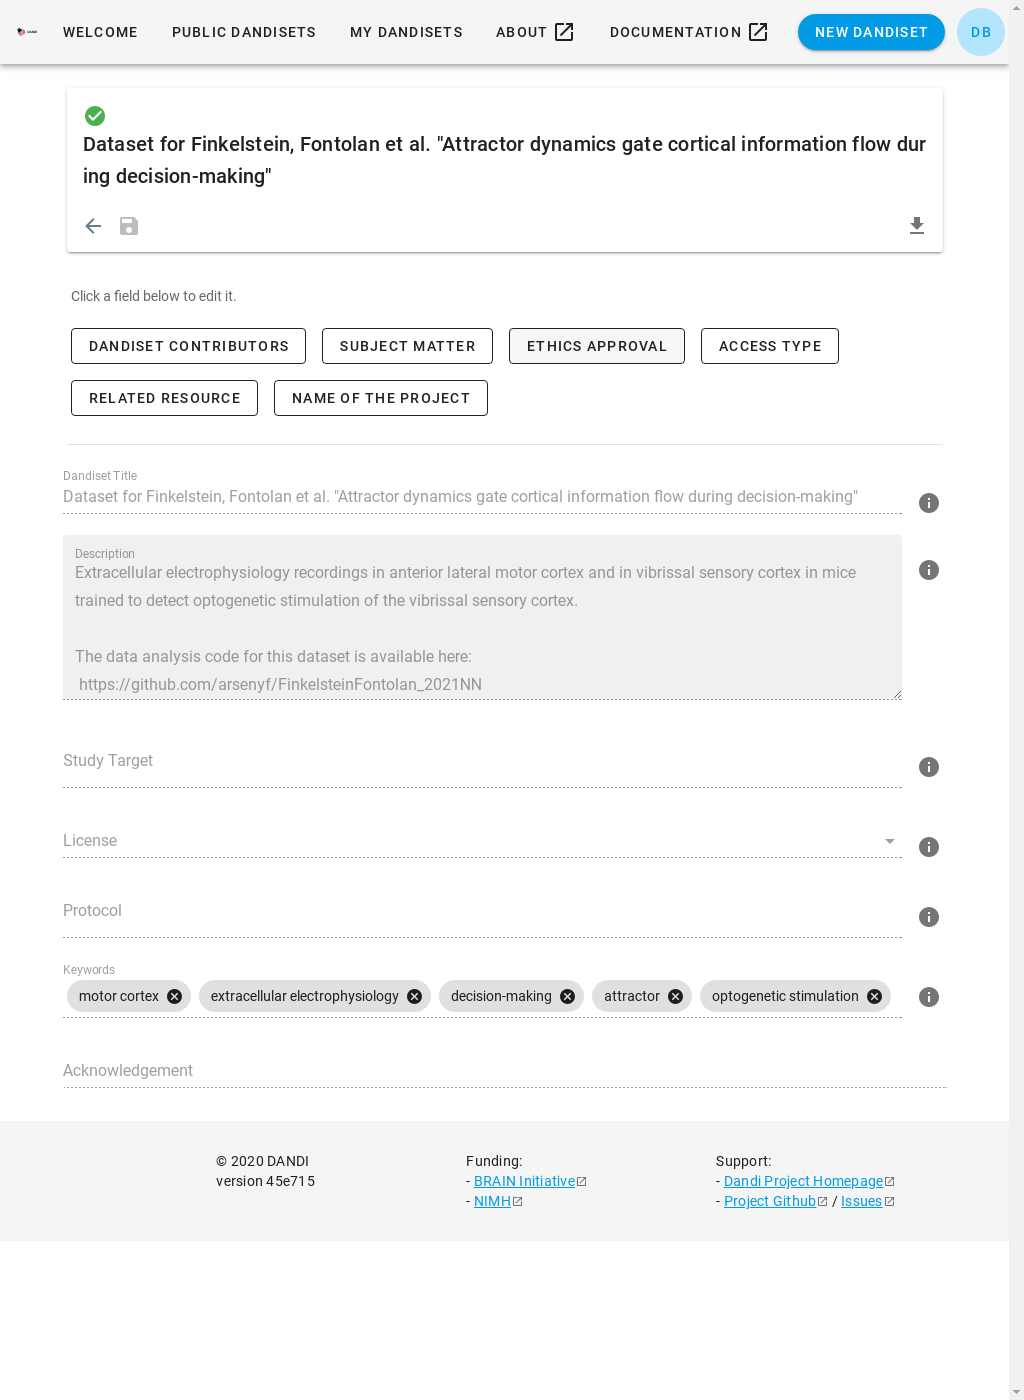 WELCOME PUBLIC DANDISETS MY DANDISETS ABOUT DOCUMENTATION NEW DANDISET DB
Dataset for Finkelstein, Fontolan et al. "Attractor dynamics gate cortical information flow dur
ing decision-making"
Click a field below to edit it.
DANDISET CONTRIBUTORS SUBJECT MATTER ETHICS APPROVAL ACCESS TYPE
RELATED RESOURCE NAME OF THE PROJECT
Dandiset Title
Dataset for Finkelstein, Fontolan et al. "Attractor dynamics gate cortical information flow during decision-making"
Description
Extracellular electrophysiology recordings in anterior lateral motor cortex and in vibrissal sensory cortex in mice
trained to detect optogenetic stimulation of the vibrissal sensory cortex.
The data analysis code for this dataset is available here:
https://github.com/arsenyf/FinkelsteinFontolan_2021NN
Study Target
License
Protocol
Keywords
motor cortex extracellular electrophysiology decision-making attractor optogenetic stimulation
Acknowledgement
© 2020 DANDI
version 45e715
Funding:
- BRAIN Initiative
- NIMH
Support:
- Dandi Project Homepage
- Project Github / Issues